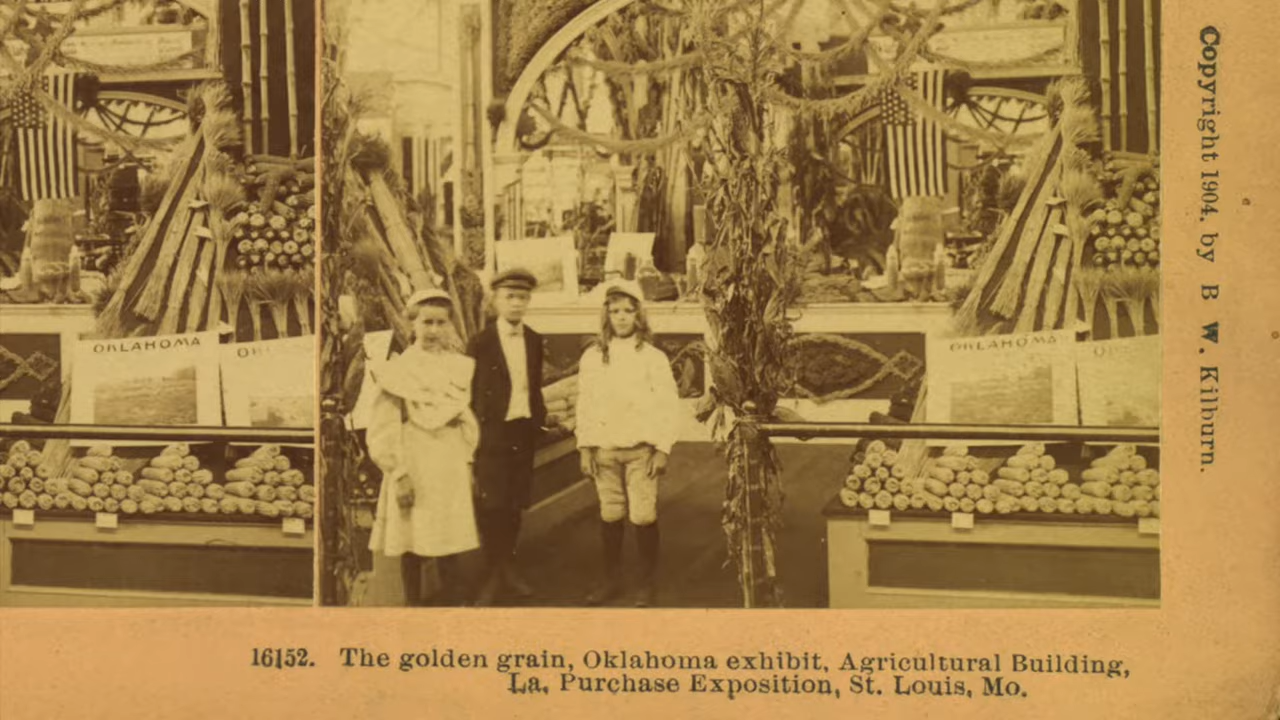 OKLAHOMA
OKLAHOMA
Copyright 1904, by B W. Kilburn.
16152. The golden grain, Oklahoma exhibit, Agricultural Building,
La, Purchase Exposition, St. Louis, Mo.